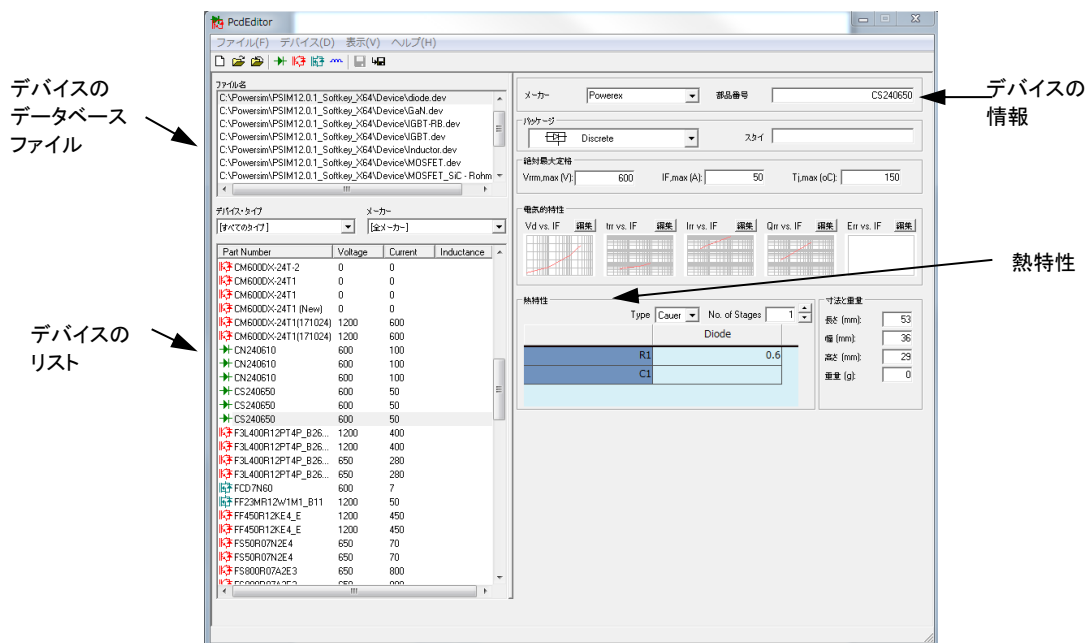 PcdEditor
ファイル(F) デバイス(D) 表示(V) ヘルプ(H)
デバイスの
データベース
ファイル
ファイル名
C:\Powersim\PSIM12.0.1_Softkey_X64\Device\diode.dev
C:\Powersim\PSIM12.0.1_Softkey_X64\Device\GaN.dev
C:\Powersim\PSIM12.0.1_Softkey_X64\Device\IGBT-RB.dev
C:\Powersim\PSIM12.0.1_Softkey_X64\Device\IGBT.dev
C:\Powersim\PSIM12.0.1_Softkey_X64\Device\Inductor.dev
C:\Powersim\PSIM12.0.1_Softkey_X64\Device\MOSFET.dev
C:\Powersim\PSIM12.0.1_Softkey_X64\Device\MOSFET_SiC - Rohm
デバイス・タイプ メーカー
[すべてのタイプ] [全メーカー]
デバイスの
リスト
Part Number Voltage Current Inductance
CM600DX-24T-2 0 0
CM600DX-24T1 0 0
CM600DX-24T1 0 0
CM600DX-24T1 (New) 0 0
CM600DX-24T1(171024) 1200 600
CM600DX-24T1(171024) 1200 600
CN240610 600 100
CN240610 600 100
CN240610 600 100
CS240650 600 50
CS240650 600 50
CS240650 600 50
F3L400R12PT4P_B26... 1200 400
F3L400R12PT4P_B26... 1200 400
F3L400R12PT4P_B26... 650 280
F3L400R12PT4P_B26... 650 280
FCD7N60 600 7
FF23MR12W1M1_B11 1200 50
FF450R12KE4_E 1200 450
FF450R12KE4_E 1200 450
FS50R07N2E4 650 70
FS50R07N2E4 650 70
FS800R07A2E3 650 800
FS800R07A2E3 650 800
メーカー Powerex 部品番号 CS240650
デバイスの
情報
パッケージ
Discrete スタイ
絶対最大定格
Vrrm,max (V): 600 IF,max (A): 50 Tj,max (oC): 150
電気的特性
Vd vs. IF 編集 trr vs. IF 編集 Irr vs. IF 編集 Qrr vs. IF 編集 Err vs. IF 編集
熱特性
熱特性
Type Cauer No. of Stages 1
Diode
R1 0.6
C1
寸法と重量
長さ (mm): 53
幅 (mm): 36
高さ (mm): 29
重量 (g): 0